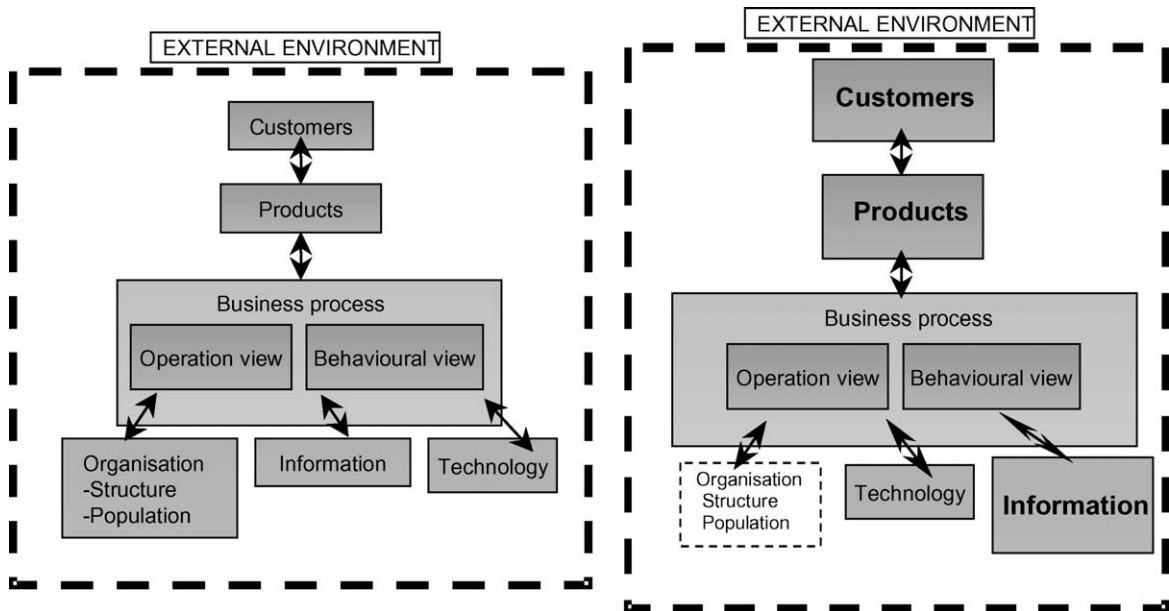 EXTERNAL ENVIRONMENT
Customers
Products
Business process
Operation view
Behavioural view
Organisation
-Structure
-Population
Information
Technology
EXTERNAL ENVIRONMENT
Customers
Products
Business process
Operation view
Behavioural view
Organisation
Structure
Population
Technology
Information